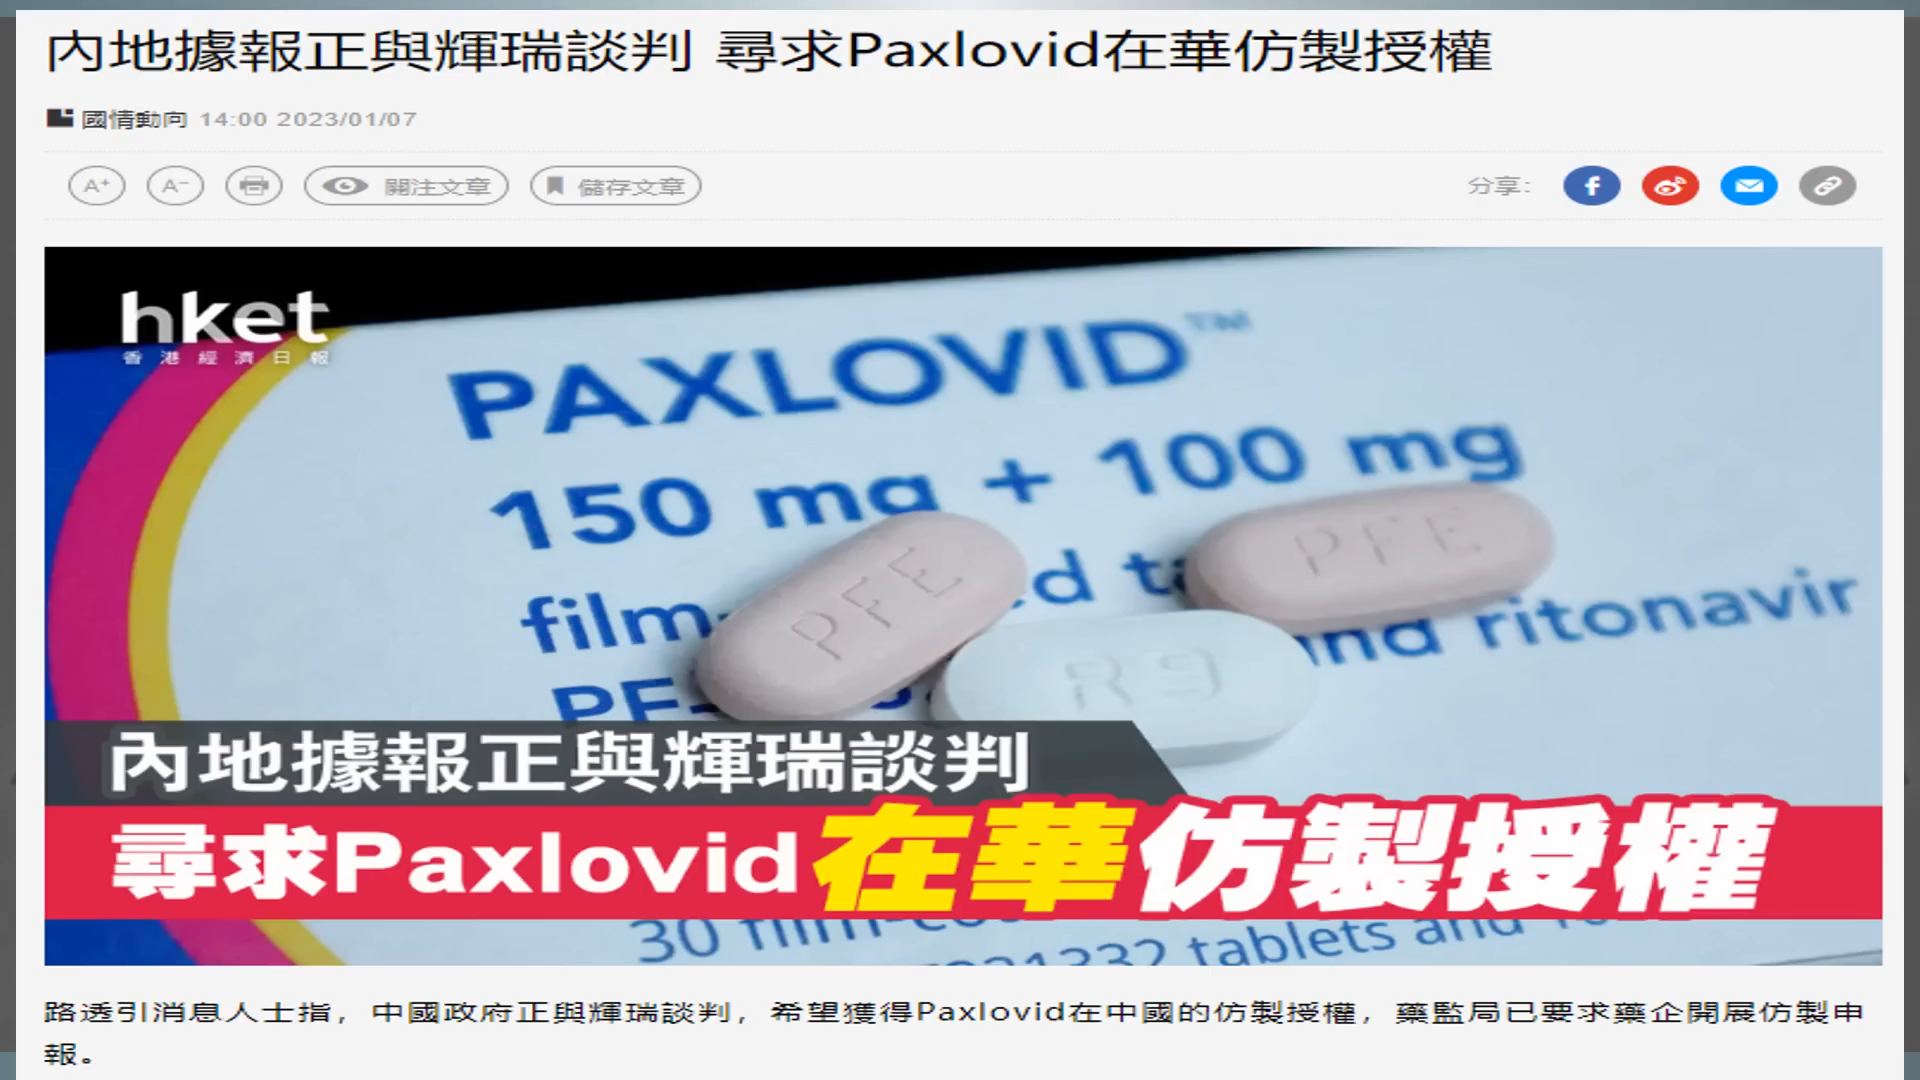 內地據報正與輝瑞談判 尋求Paxlovid在華仿製授權
國情動向 14:00 2023/01/07
A+ A- 關注文章 儲存文章 分享:
hket
香港經濟日報
PAXLOVID™
150 mg + 100 mg
film- d t
nd ritonavir
PF-
PFE
PFE
內地據報正與輝瑞談判
尋求Paxlovid在華仿製授權
30 film-co
321332 tablets and
路透引消息人士指，中國政府正與輝瑞談判，希望獲得Paxlovid在中國的仿製授權，藥監局已要求藥企開展仿製申
報。